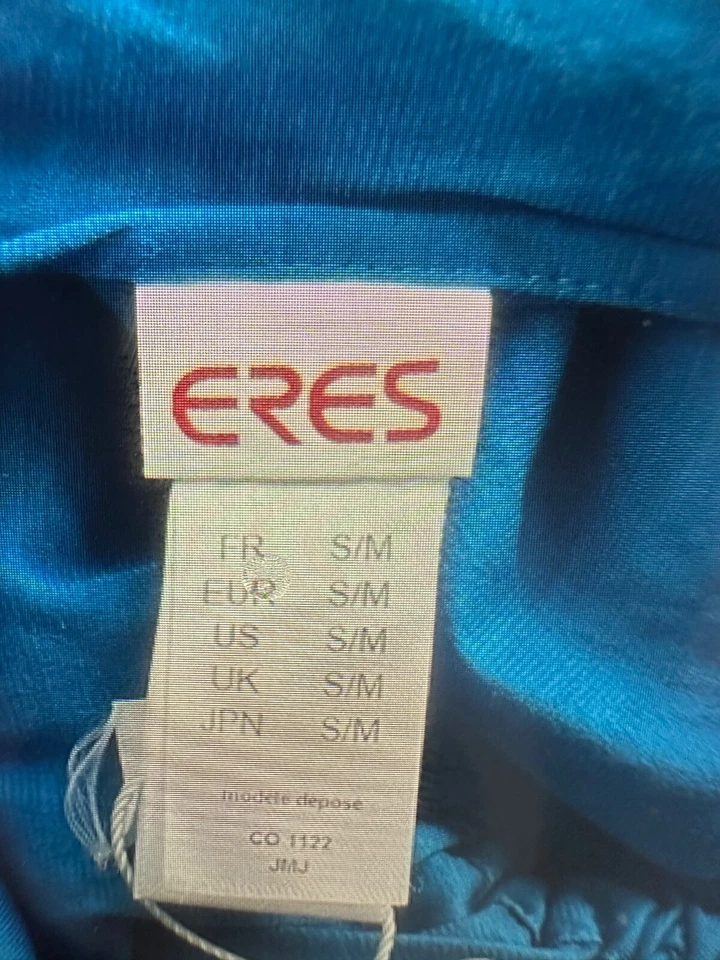 ERES
FR S/M
EUR S/M
US S/M
UK S/M
JPN S/M
modèle déposé
CO 1122
JMJ